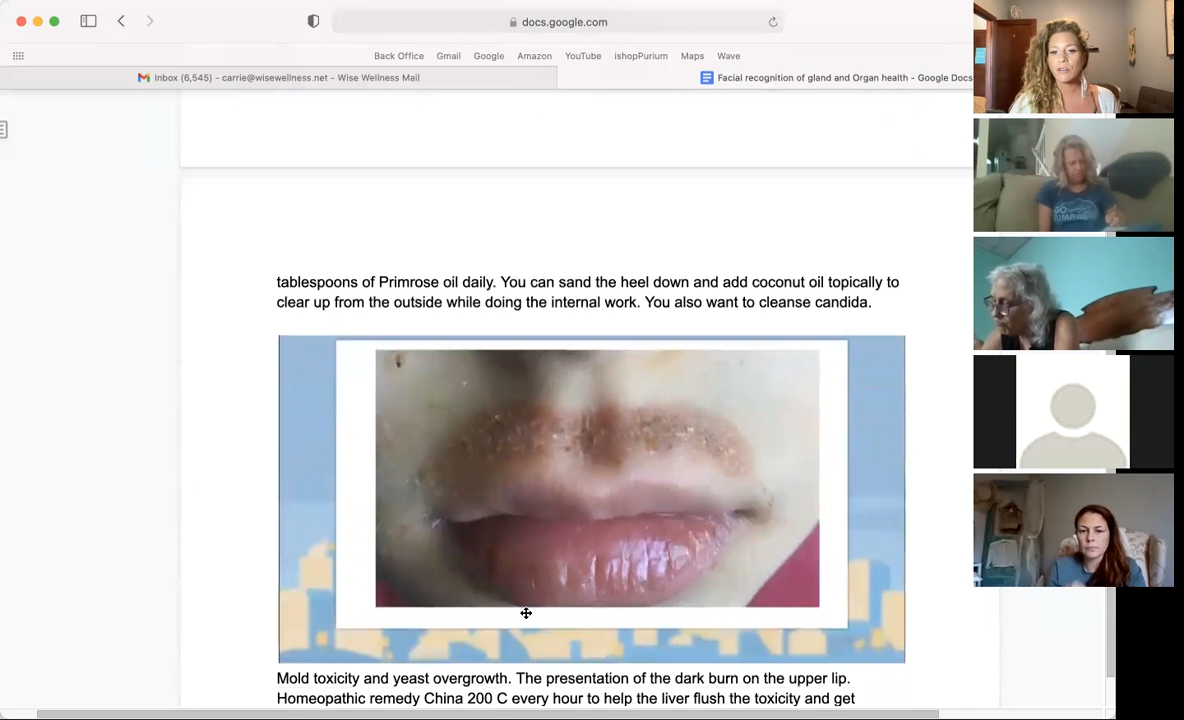 docs.google.com
Back Office Gmail Google Amazon YouTube ishopPurium Maps Wave
Inbox (6,545) - carrie@wisewellness.net - Wise Wellness Mail
Facial recognition of gland and Organ health - Google Docs
tablespoons of Primrose oil daily. You can sand the heel down and add coconut oil topically to
clear up from the outside while doing the internal work. You also want to cleanse candida.
Mold toxicity and yeast overgrowth. The presentation of the dark burn on the upper lip.
Homeopathic remedy China 200 C every hour to help the liver flush the toxicity and get
GO